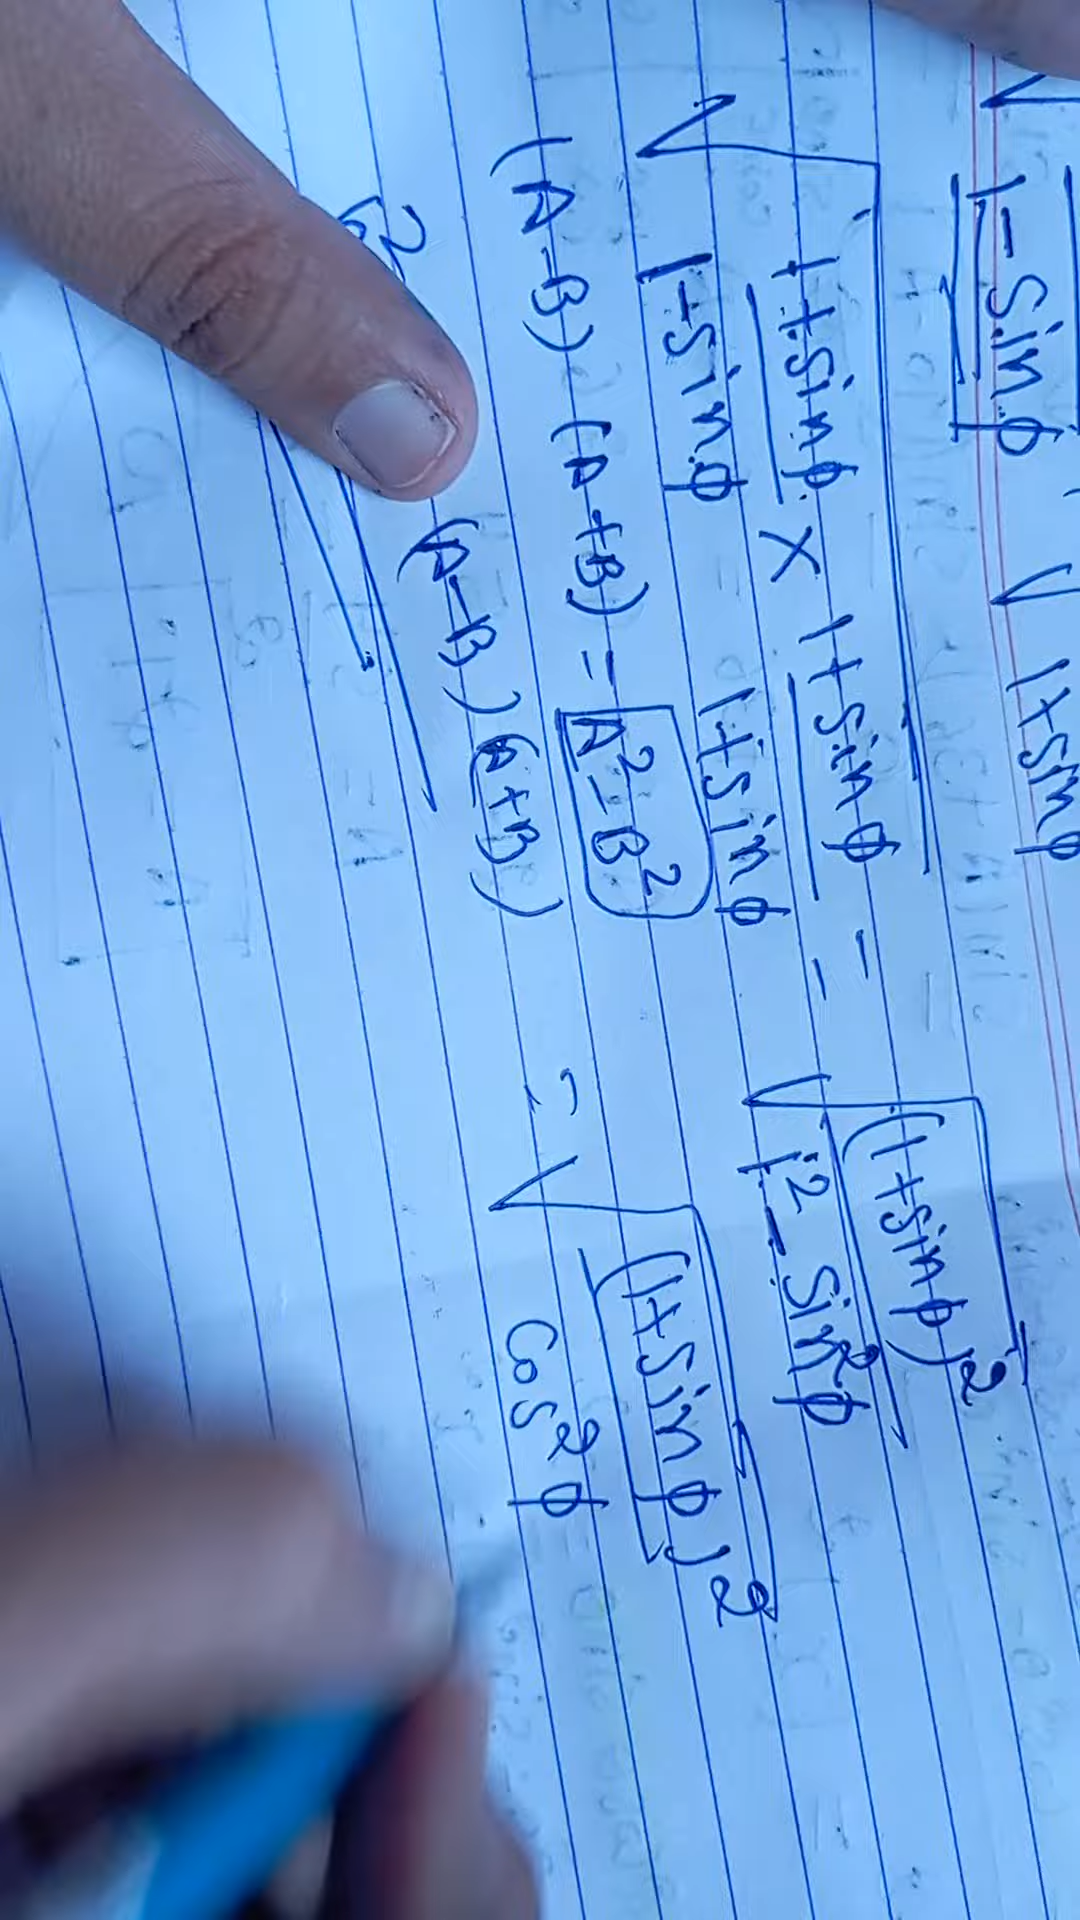 1 - Sinφ
√ 1+sinφ
√ 1+sinφ × 1+sinφ = √ (1+sinφ)²
1+sinφ 1+sinφ = 1² - Sin²φ
(A-B) (A+B) = A²-B²
= √ (1+sinφ)²
(A-B)(A+B) Cos²φ